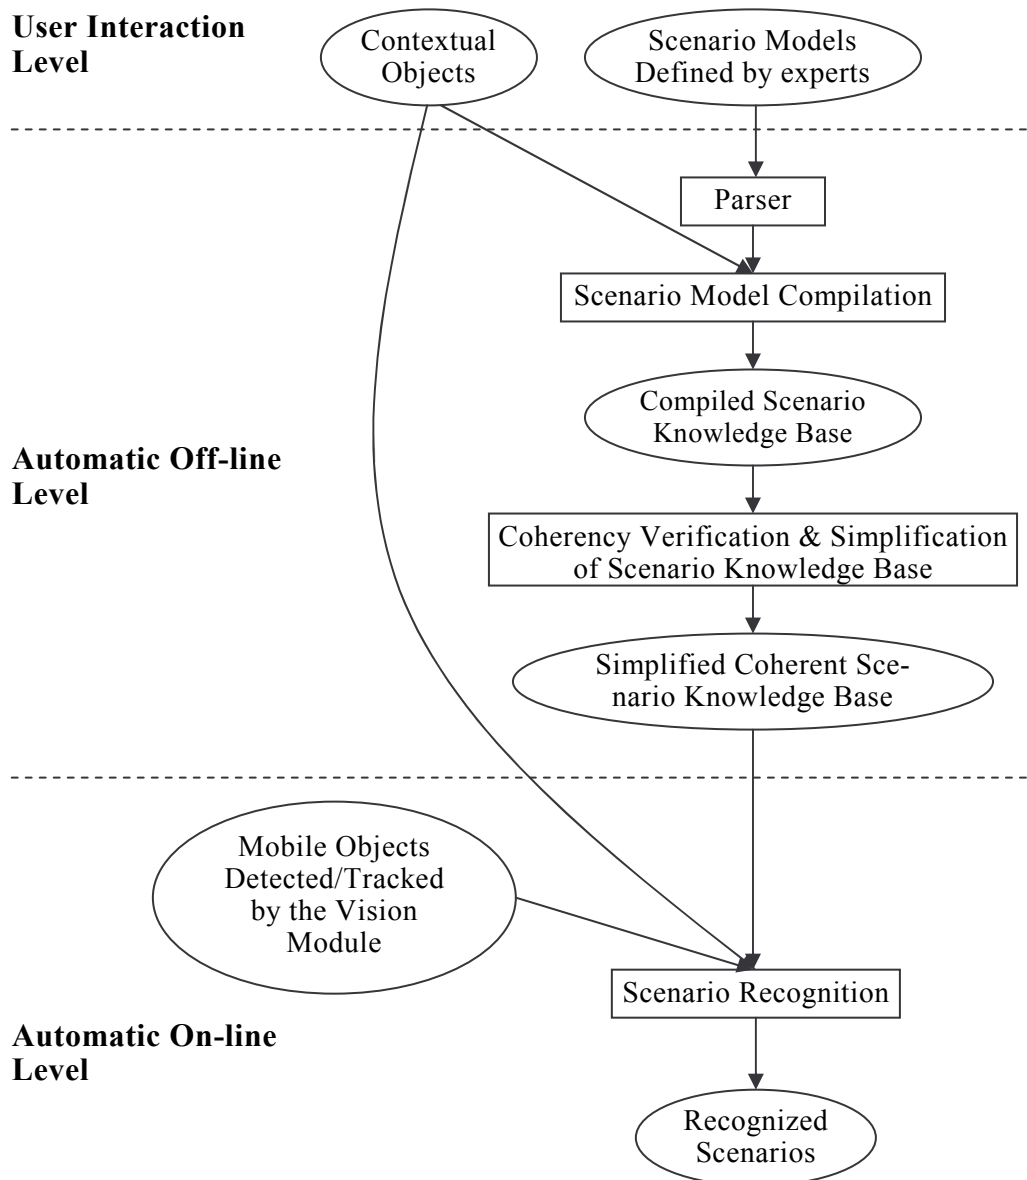 User Interaction
Level
Contextual
Objects
Scenario Models
Defined by experts
Parser
Scenario Model Compilation
Compiled Scenario
Knowledge Base
Automatic Off-line
Level
Coherency Verification & Simplification
of Scenario Knowledge Base
Simplified Coherent Sce-
nario Knowledge Base
Mobile Objects
Detected/Tracked
by the Vision
Module
Scenario Recognition
Automatic On-line
Level
Recognized
Scenarios